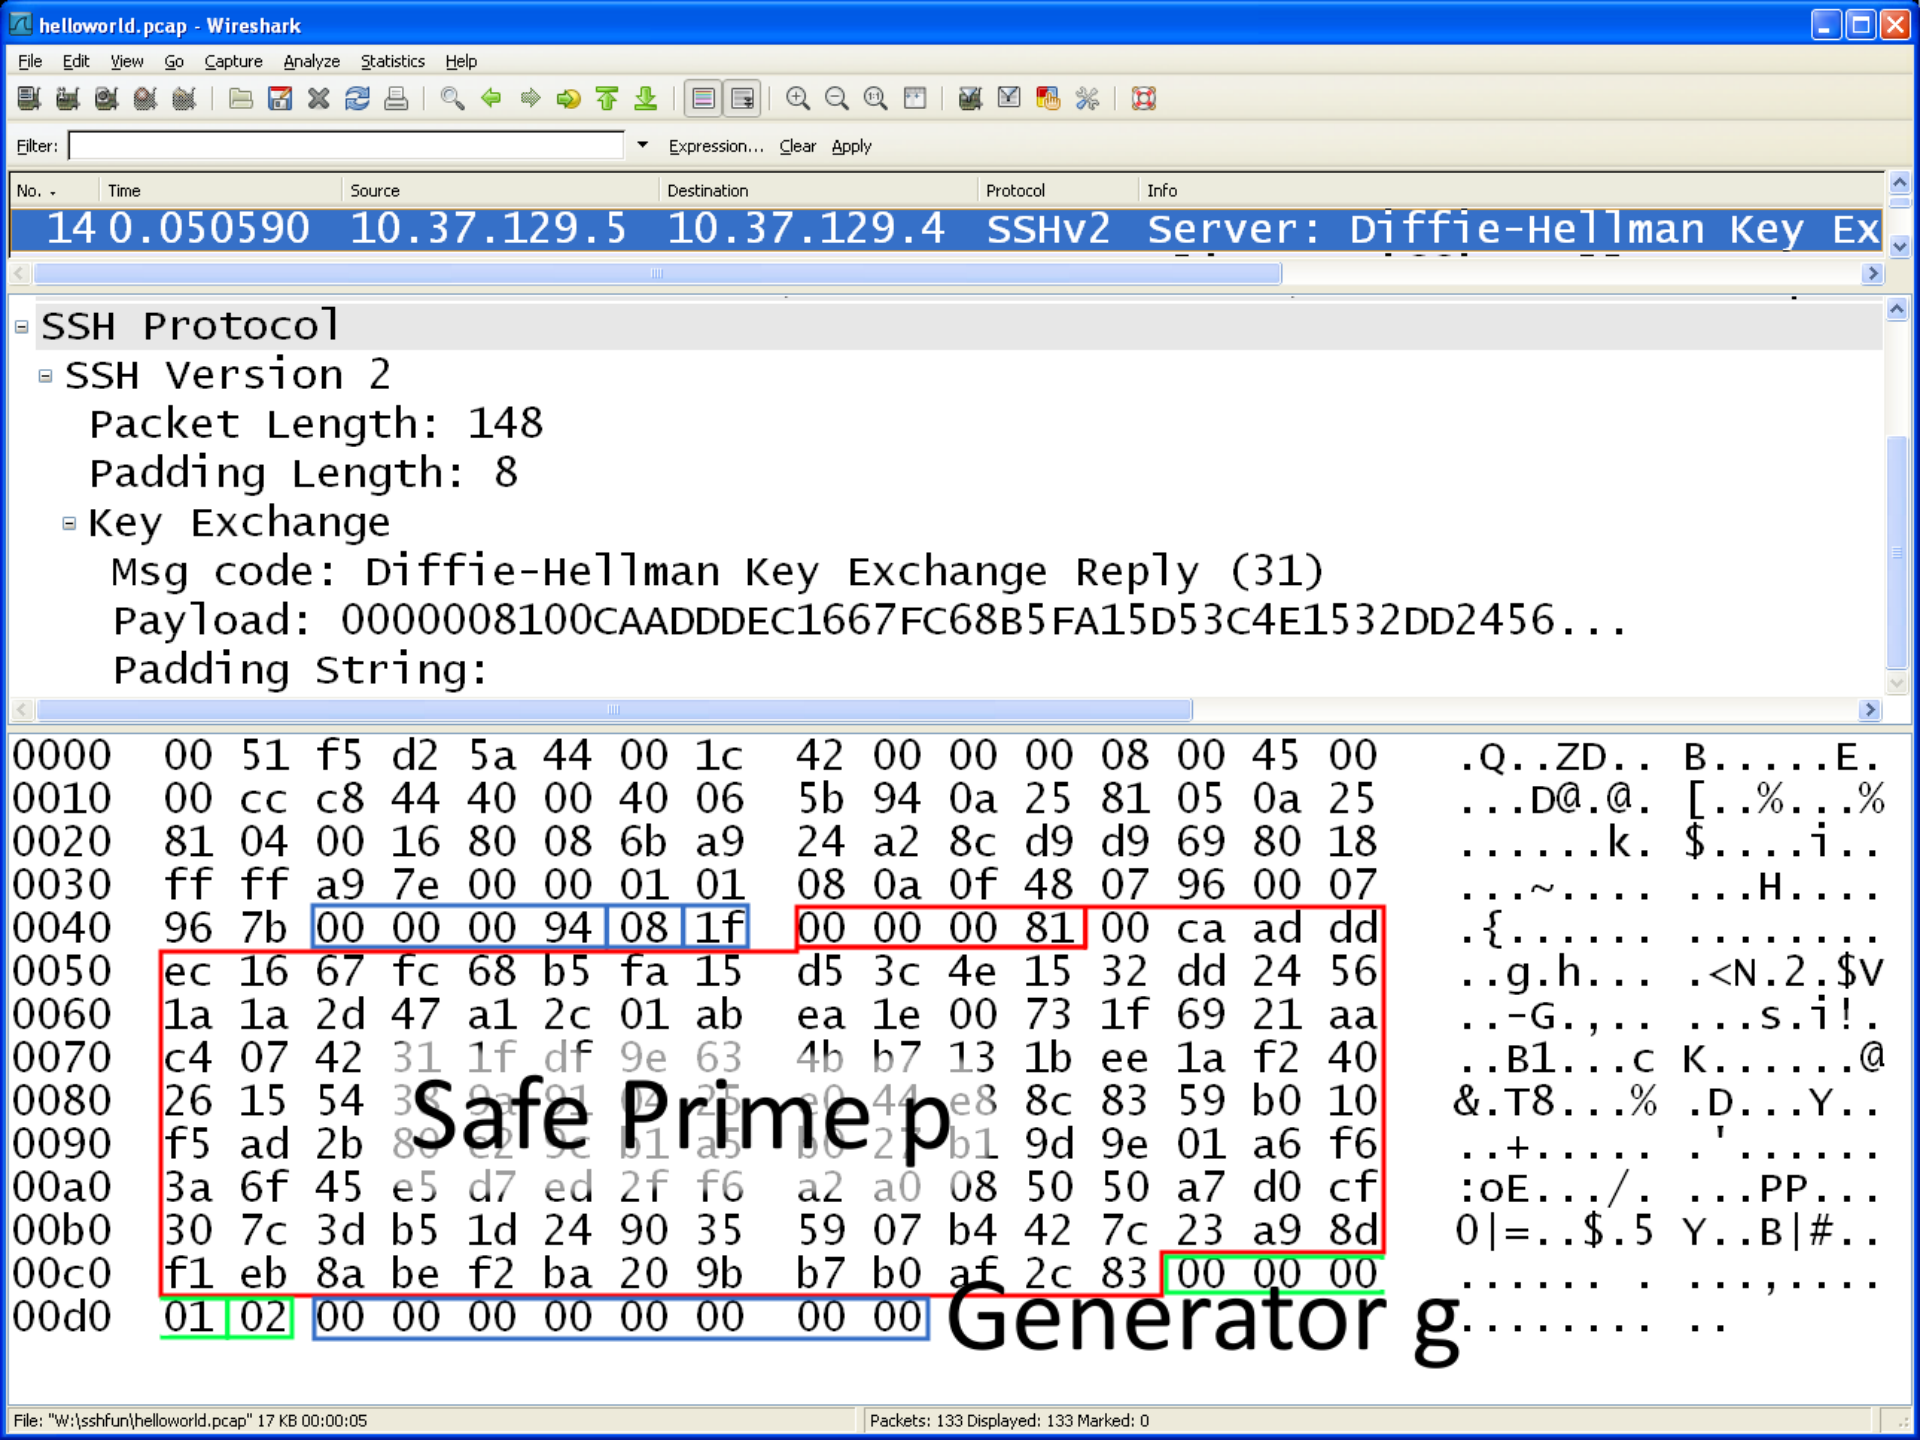 helloworld.pcap - Wireshark
File Edit View Go Capture Analyze Statistics Help
Filter: Expression... Clear Apply
No. Time Source Destination Protocol Info
14 0.050590 10.37.129.5 10.37.129.4 SSHv2 Server: Diffie-Hellman Key Ex
SSH Protocol
SSH Version 2
Packet Length: 148
Padding Length: 8
Key Exchange
Msg code: Diffie-Hellman Key Exchange Reply (31)
Payload: 0000008100CAADDDEC1667FC68B5FA15D53C4E1532DD2456...
Padding String:
0000 00 51 f5 d2 5a 44 00 1c 42 00 00 00 08 00 45 00 .Q..ZD.. B.....E.
0010 00 cc c8 44 40 00 40 06 5b 94 0a 25 81 05 0a 25 ...D@.@. [..%...%
0020 81 04 00 16 80 08 6b a9 24 a2 8c d9 d9 69 80 18 ......k. $....i..
0030 ff ff a9 7e 00 00 01 01 08 0a 0f 48 07 96 00 07 ...~.... ...H....
0040 96 7b 00 00 00 94 08 1f 00 00 00 81 00 ca ad dd .{...... ........
0050 ec 16 67 fc 68 b5 fa 15 d5 3c 4e 15 32 dd 24 56 ..g.h... .<N.2.$V
0060 1a 1a 2d 47 a1 2c 01 ab ea 1e 00 73 1f 69 21 aa ..-G.,.. ...s.i!.
0070 c4 07 42 31 1f df 9e 63 4b b7 13 1b ee 1a f2 40 ..B1...c K......@
0080 26 15 54 38 9a 91 04 25 e0 44 e8 8c 83 59 b0 10 &.T8...% .D...Y..
Safe Prime p
0090 f5 ad 2b 80 e2 9c b1 a5 b0 27 b1 9d 9e 01 a6 f6 ..+..... .'......
00a0 3a 6f 45 e5 d7 ed 2f f6 a2 a0 08 50 50 a7 d0 cf :oE.../. ...PP...
00b0 30 7c 3d b5 1d 24 90 35 59 07 b4 42 7c 23 a9 8d 0|=..$.5 Y..B|#..
00c0 f1 eb 8a be f2 ba 20 9b b7 b0 af 2c 83 00 00 00 ...... . ...,....
00d0 01 02 00 00 00 00 00 00 00 00 ........ ..
Generator g
File: "W:\sshfun\helloworld.pcap" 17 KB 00:00:05 Packets: 133 Displayed: 133 Marked: 0